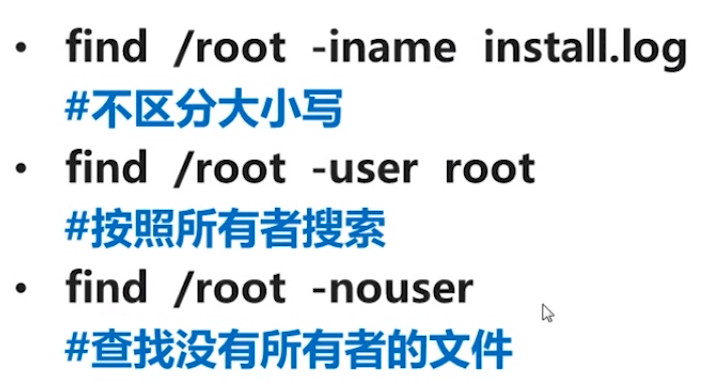 • find /root -iname install.log
#不区分大小写
• find /root -user root
#按照所有者搜索
• find /root -nouser
#查找没有所有者的文件